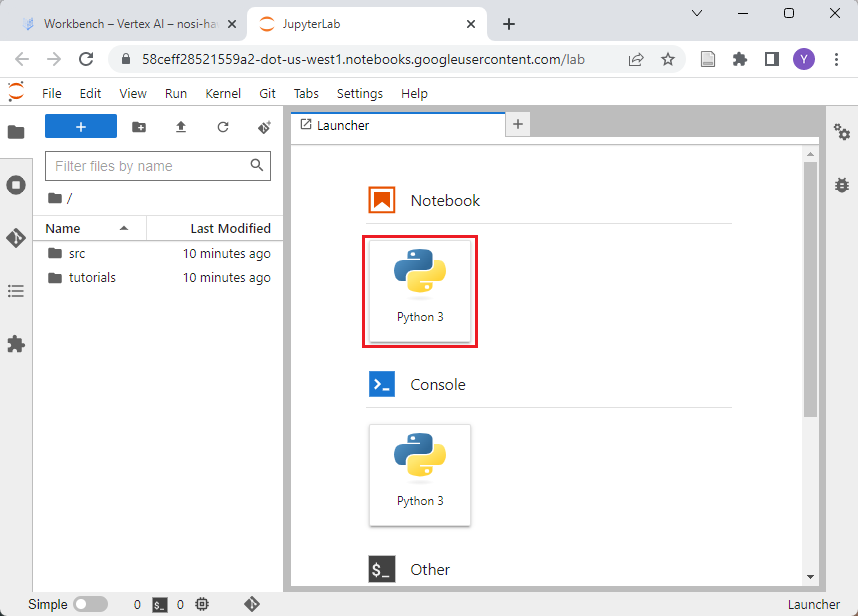 Workbench – Vertex AI – nosi-ha
JupyterLab
58ceff28521559a2-dot-us-west1.notebooks.googleusercontent.com/lab
Y
File Edit View Run Kernel Git Tabs Settings Help
Launcher
Filter files by name
/
Name Last Modified
src 10 minutes ago
tutorials 10 minutes ago
Notebook
Python 3
Console
Python 3
$_ Other
Simple 0 $_ 0 Launcher